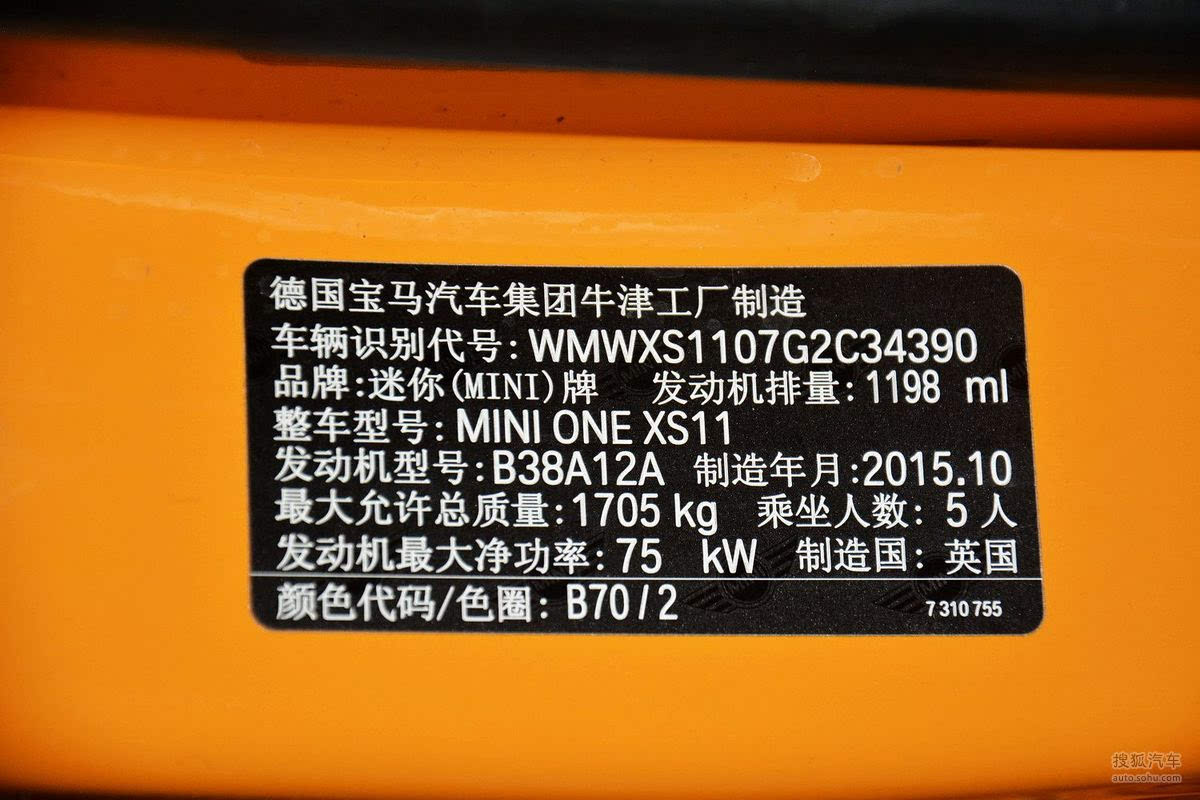 德国宝马汽车集团牛津工厂制造
车辆识别代号: WMWXS1107G2C34390
品牌:迷你(MINI)牌 发动机排量: 1198 ml
整车型号: MINI ONE XS11
发动机型号: B38A12A 制造年月:2015.10
最大允许总质量: 1705 kg 乘坐人数: 5 人
发动机最大净功率: 75 kW 制造国: 英国
颜色代码/色圈: B70/2 7 310 755
搜狐汽车
auto.sohu.com